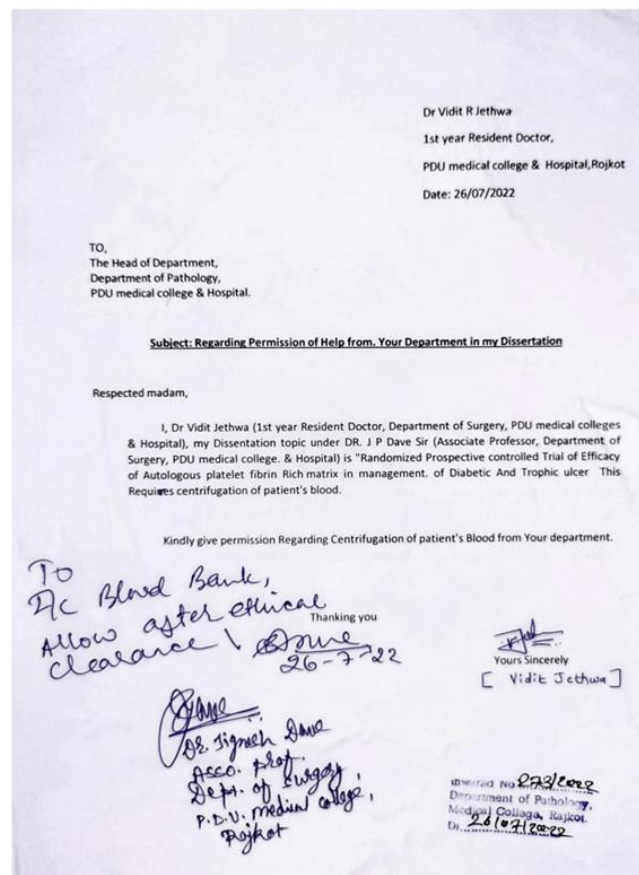 Dr Vidit R Jethwa
1st year Resident Doctor,
PDU medical college & Hospital,Rojkot
Date: 26/07/2022
TO,
The Head of Department,
Department of Pathology,
PDU medical college & Hospital.
Subject: Regarding Permission of Help from. Your Department in my Dissertation
Respected madam,
I, Dr Vidit Jethwa (1st year Resident Doctor, Department of Surgery, PDU medical colleges
& Hospital), my Dissertation topic under DR. J P Dave Sir (Associate Professor, Department of
Surgery, PDU medical college. & Hospital) is "Randomized Prospective controlled Trial of Efficacy
of Autologous platelet fibrin Rich matrix in management. of Diabetic And Trophic ulcer This
Requires centrifugation of patient's blood.
Kindly give permission Regarding Centrifugation of patient's Blood from Your department.
To
I/C Blood Bank,
Allow after ethical
clearance
26-7-22
Thanking you
Yours Sincerely
[ Vidit Jethwa ]
Dr. Jignesh Dave
Asso. Prof.
Dept. of Surgery
P.D.U. medical college,
Rajkot
Inward No 273/2022
Department of Pathology,
Medical College, Rajkot.
Dt. 26/07/2022